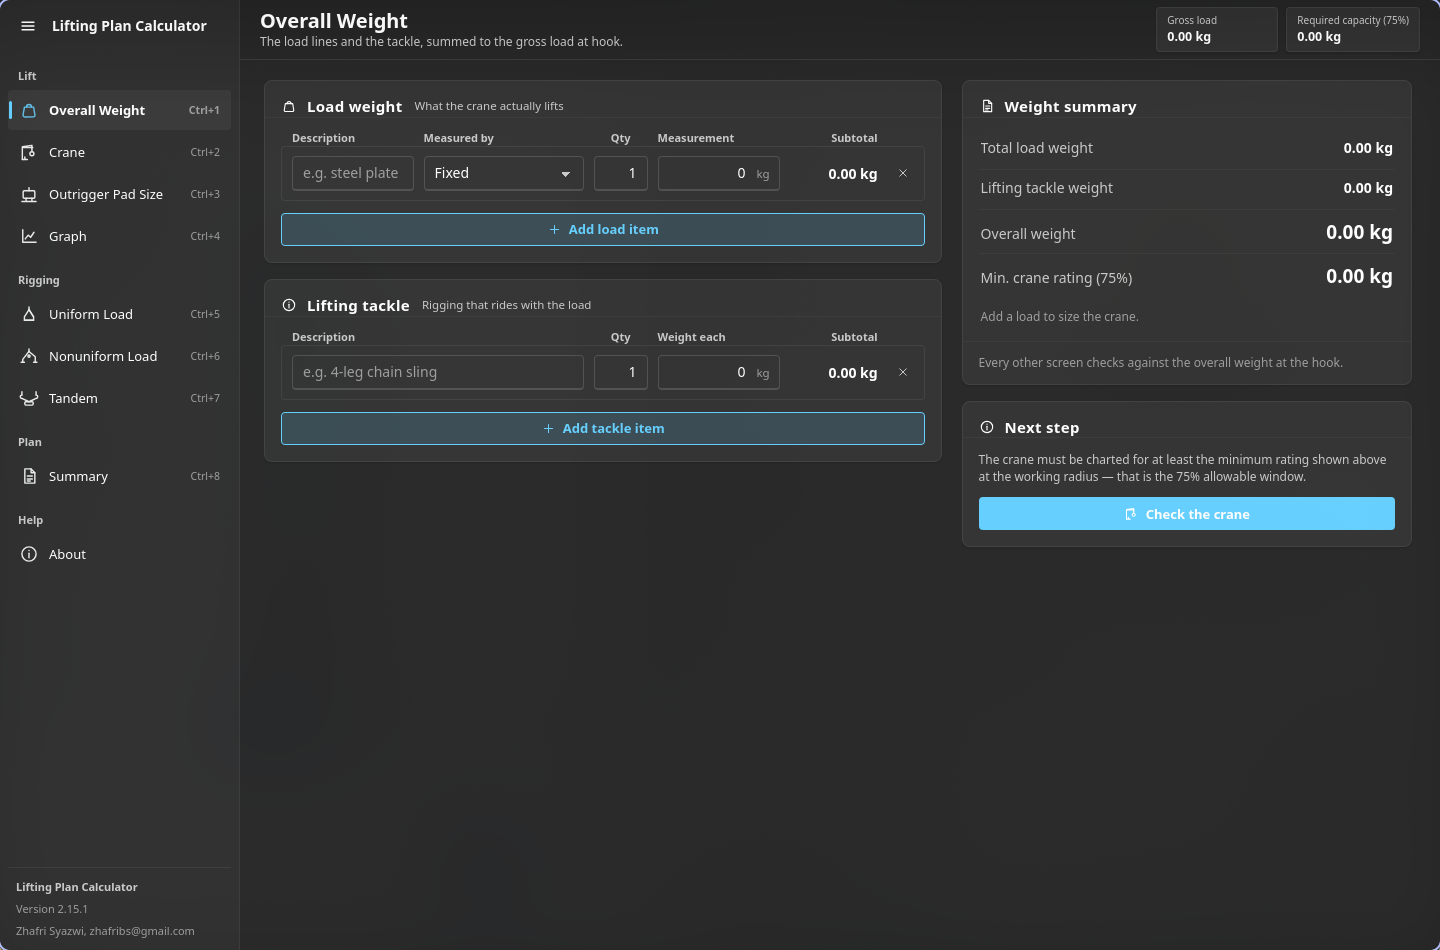 Lifting Plan Calculator
Lift
Overall Weight Ctrl+1
Crane Ctrl+2
Outrigger Pad Size Ctrl+3
Graph Ctrl+4
Rigging
Uniform Load Ctrl+5
Nonuniform Load Ctrl+6
Tandem Ctrl+7
Plan
Summary Ctrl+8
Help
About
Lifting Plan Calculator
Version 2.15.1
Zhafri Syazwi, zhafribs@gmail.com
Overall Weight
The load lines and the tackle, summed to the gross load at hook.
Gross load
0.00 kg
Required capacity (75%)
0.00 kg
Load weight What the crane actually lifts
Description Measured by Qty Measurement Subtotal
e.g. steel plate Fixed 1 0 kg 0.00 kg
Add load item
Lifting tackle Rigging that rides with the load
Description Qty Weight each Subtotal
e.g. 4-leg chain sling 1 0 kg 0.00 kg
Add tackle item
Weight summary
Total load weight 0.00 kg
Lifting tackle weight 0.00 kg
Overall weight 0.00 kg
Min. crane rating (75%) 0.00 kg
Add a load to size the crane.
Every other screen checks against the overall weight at the hook.
Next step
The crane must be charted for at least the minimum rating shown above
at the working radius — that is the 75% allowable window.
Check the crane